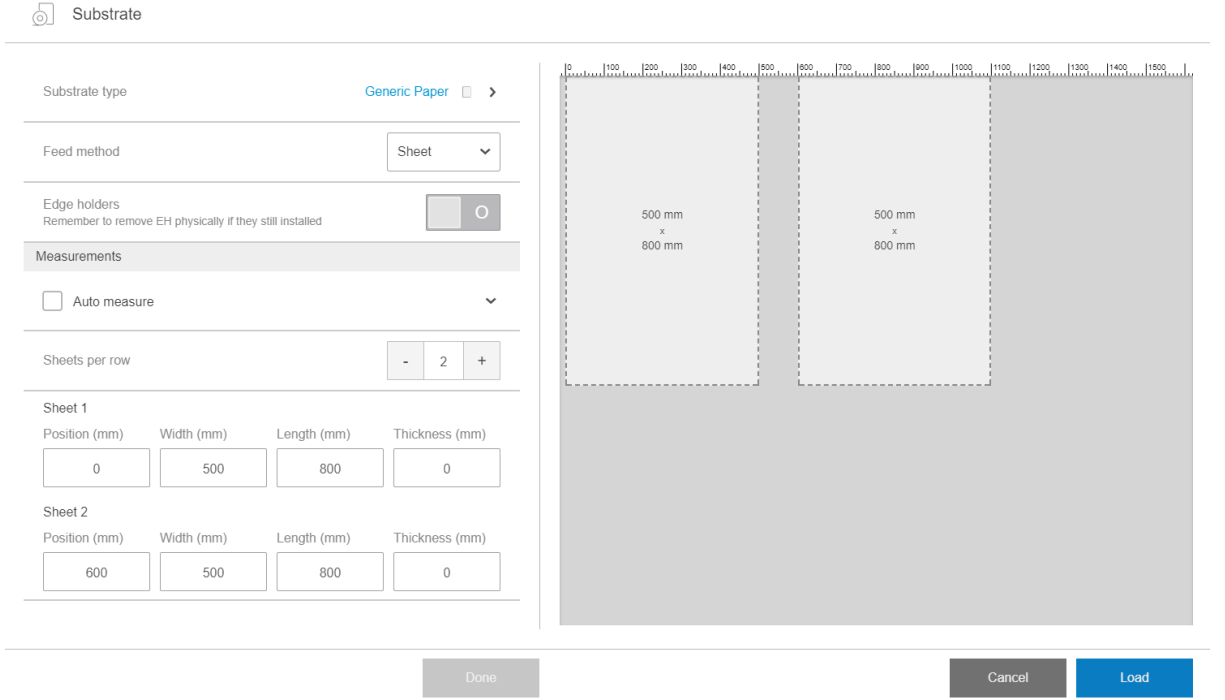 Substrate
Substrate type
Generic Paper
Feed method
Sheet
Edge holders
Remember to remove EH physically if they still installed
O
Measurements
Auto measure
Sheets per row
- 2 +
Sheet 1
Position (mm) Width (mm) Length (mm) Thickness (mm)
0 500 800 0
Sheet 2
Position (mm) Width (mm) Length (mm) Thickness (mm)
600 500 800 0
0 100 200 300 400 500 600 700 800 900 1000 1100 1200 1300 1400 1500
500 mm
x
800 mm
500 mm
x
800 mm
Done
Cancel
Load